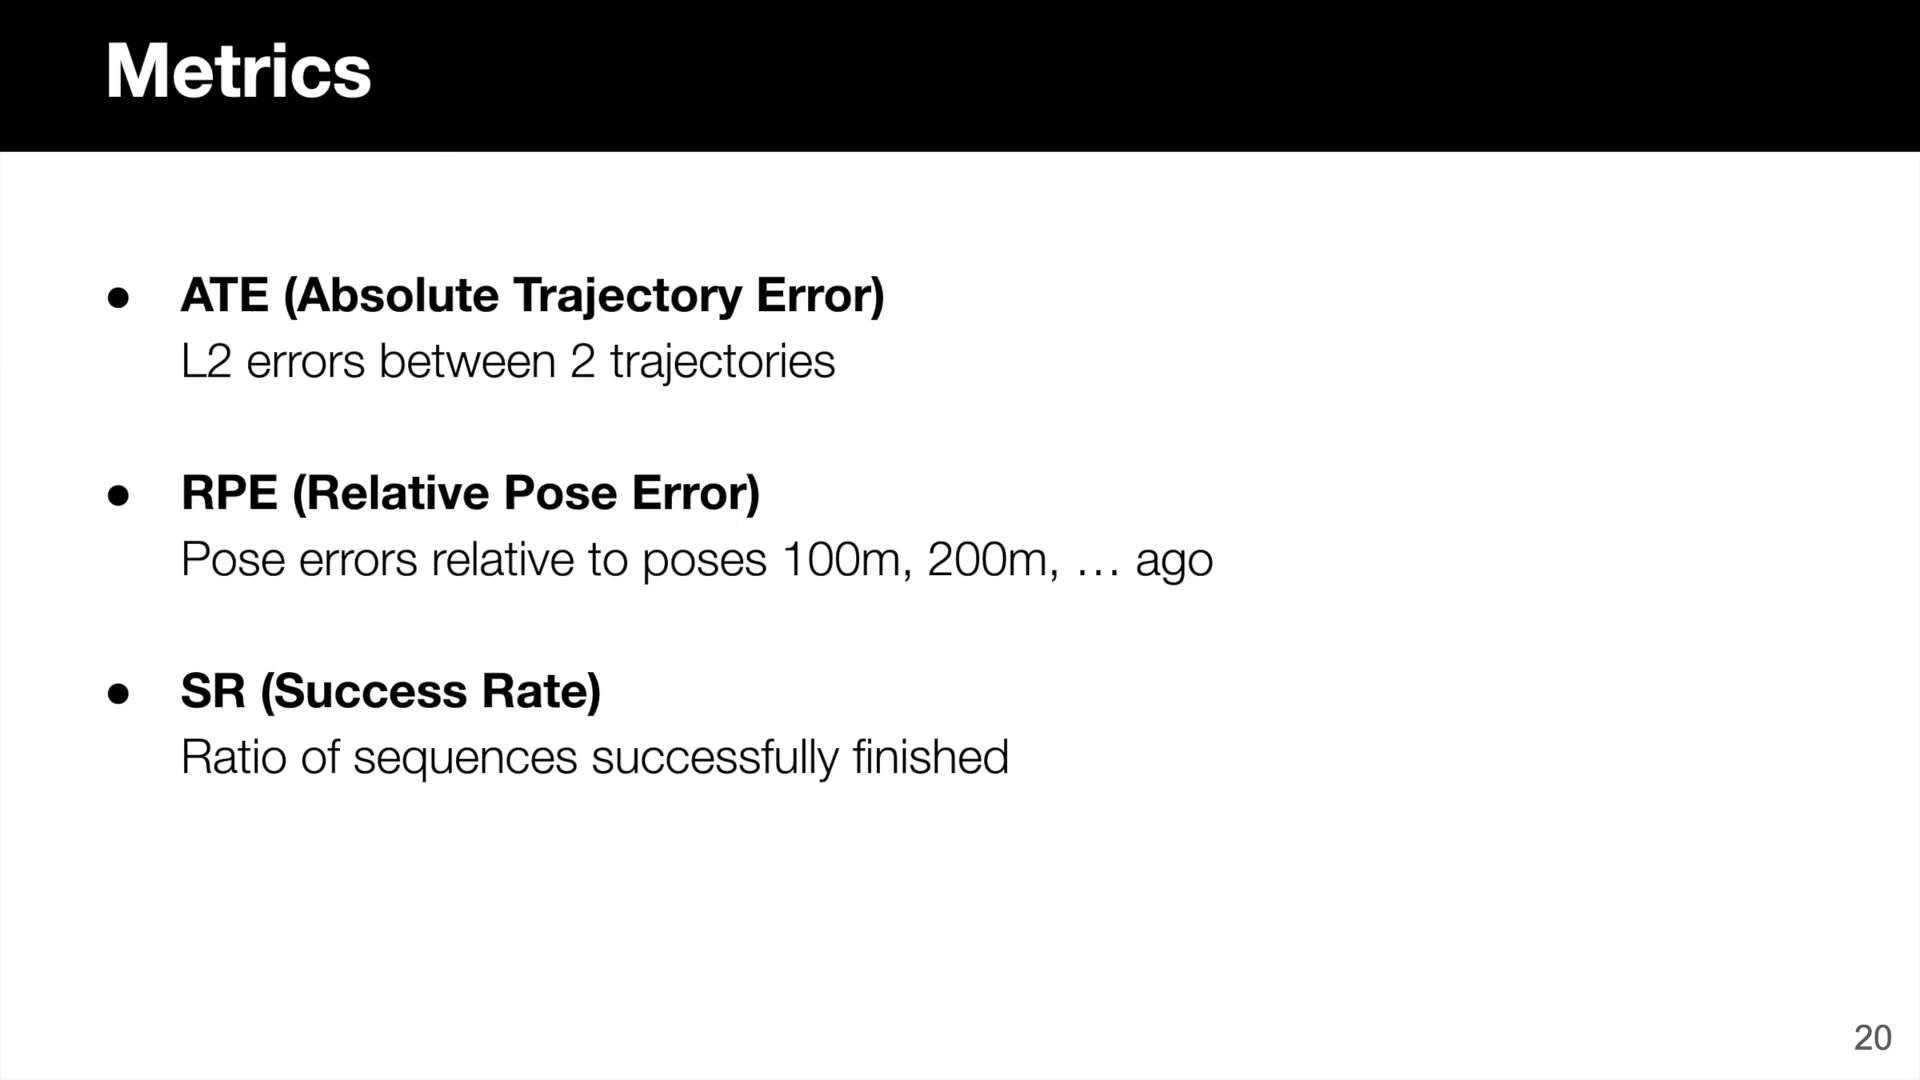 Metrics
● ATE (Absolute Trajectory Error)
L2 errors between 2 trajectories
● RPE (Relative Pose Error)
Pose errors relative to poses 100m, 200m, … ago
● SR (Success Rate)
Ratio of sequences successfully finished
20